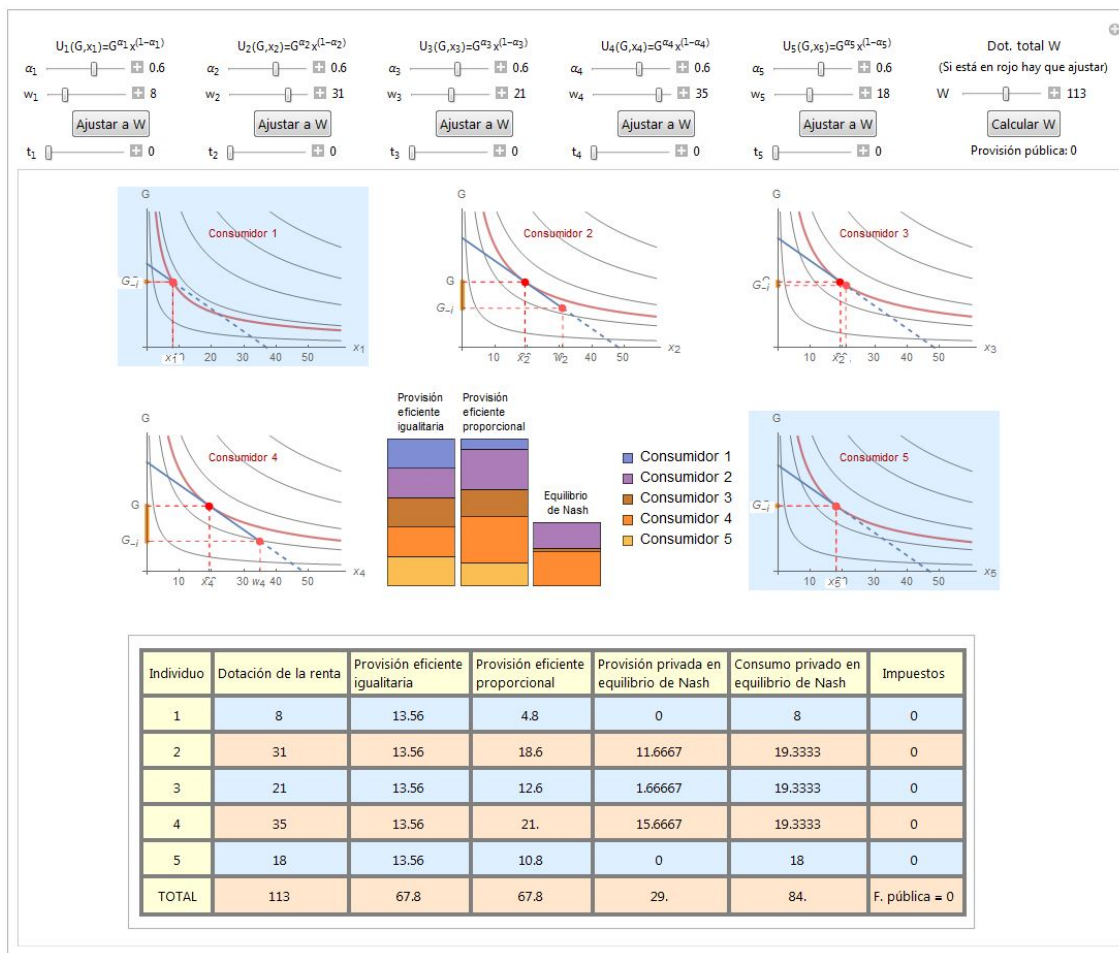 U₁(G,x₁)=G^α₁x^(1-α₁) U₂(G,x₂)=G^α₂x^(1-α₂) U₃(G,x₃)=G^α₃x^(1-α₃) U₄(G,x₄)=G^α₄x^(1-α₄) U₅(G,x₅)=G^α₅x^(1-α₅) Dot. total W
(Si está en rojo hay que ajustar)
α₁ 0.6 α₂ 0.6 α₃ 0.6 α₄ 0.6 α₅ 0.6
w₁ 8 w₂ 31 w₃ 21 w₄ 35 w₅ 18 W 113
Ajustar a W Ajustar a W Ajustar a W Ajustar a W Ajustar a W Calcular W
t₁ 0 t₂ 0 t₃ 0 t₄ 0 t₅ 0 Provisión pública: 0
G G G
Consumidor 1 Consumidor 2 Consumidor 3
G₋ᵢ G G₋ᵢ G₋ᵢ
20 30 40 50 x₁ 10 30 40 50 x₂ 10 30 40 50 x₃
G
Consumidor 4
G
G₋ᵢ
10 30 w₄ 50 x₄
Provisión eficiente igualitaria
Provisión eficiente proporcional
Equilibrio de Nash
Consumidor 1
Consumidor 2
Consumidor 3
Consumidor 4
Consumidor 5
G
Consumidor 5
G₋ᵢ
10 30 40 50 x₅
Individuo Dotación de la renta Provisión eficiente igualitaria Provisión eficiente proporcional Provisión privada en equilibrio de Nash Consumo privado en equilibrio de Nash Impuestos
1 8 13.56 4.8 0 8 0
2 31 13.56 18.6 11.6667 19.3333 0
3 21 13.56 12.6 1.66667 19.3333 0
4 35 13.56 21. 15.6667 19.3333 0
5 18 13.56 10.8 0 18 0
TOTAL 113 67.8 67.8 29. 84. F. pública = 0